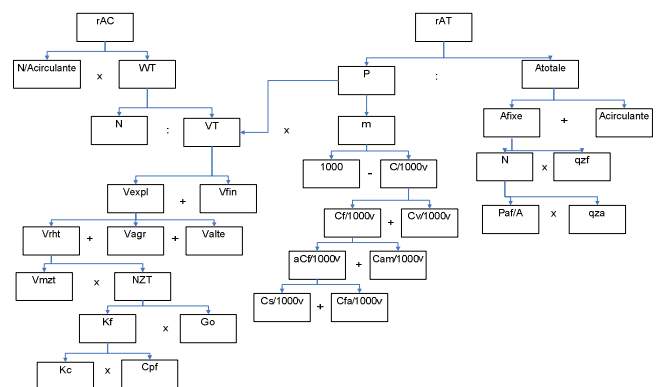 rAC rAT
N/Acirculante x VVT P : Atotale
N : VT x m Afixe + Acirculante
1000 - C/1000v N x qzf
Vexpl + Vfin
Cf/1000v + Cv/1000v Paf/A x qza
Vrht + Vagr + Valte
aCf/1000v + Cam/1000v
Vmzt x NZT
Cs/1000v + Cfa/1000v
Kf x Go
Kc x Cpf